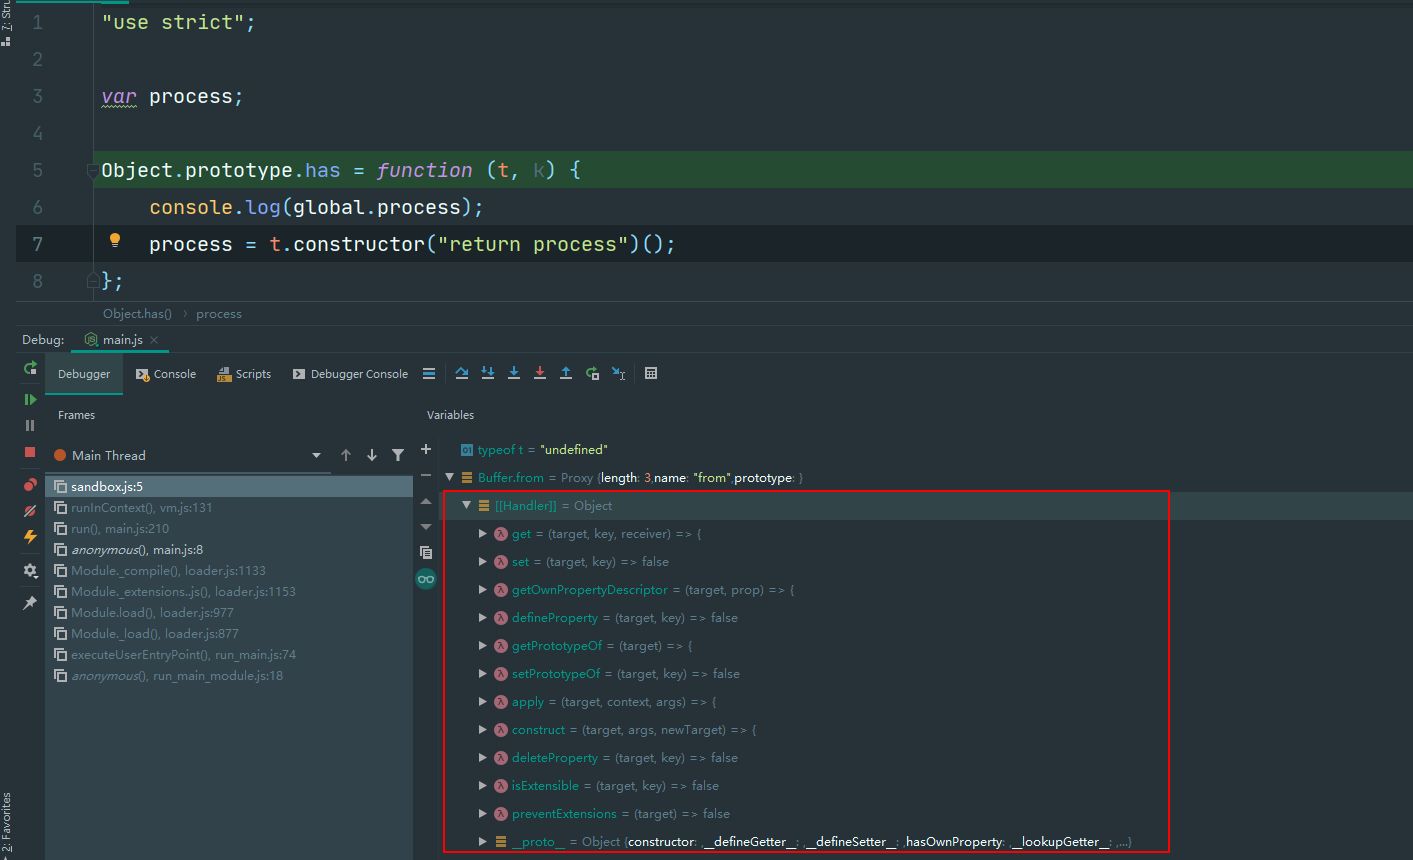 7: Stru
1 "use strict";
2
3 var process;
4
5 Object.prototype.has = function (t, k) {
6 console.log(global.process);
7 process = t.constructor("return process")();
8 };
Object.has() › process
Debug: main.js ×
Debugger Console Scripts Debugger Console
Frames
Main Thread
sandbox.js:5
runInContext(), vm.js:131
run(), main.js:210
anonymous(), main.js:8
Module._compile(), loader.js:1133
Module._extensions..js(), loader.js:1153
Module.load(), loader.js:977
Module._load(), loader.js:877
executeUserEntryPoint(), run_main.js:74
anonymous(), run_main_module.js:18
Variables
typeof t = "undefined"
Buffer.from = Proxy {length: 3,name: "from",prototype: }
[[Handler]] = Object
get = (target, key, receiver) => {
set = (target, key) => false
getOwnPropertyDescriptor = (target, prop) => {
defineProperty = (target, key) => false
getPrototypeOf = (target) => {
setPrototypeOf = (target, key) => false
apply = (target, context, args) => {
construct = (target, args, newTarget) => {
deleteProperty = (target, key) => false
isExtensible = (target, key) => false
preventExtensions = (target) => false
__proto__ = Object {constructor: ,__defineGetter__: ,__defineSetter__: ,hasOwnProperty: ,__lookupGetter__: ,...}
2: Favorites